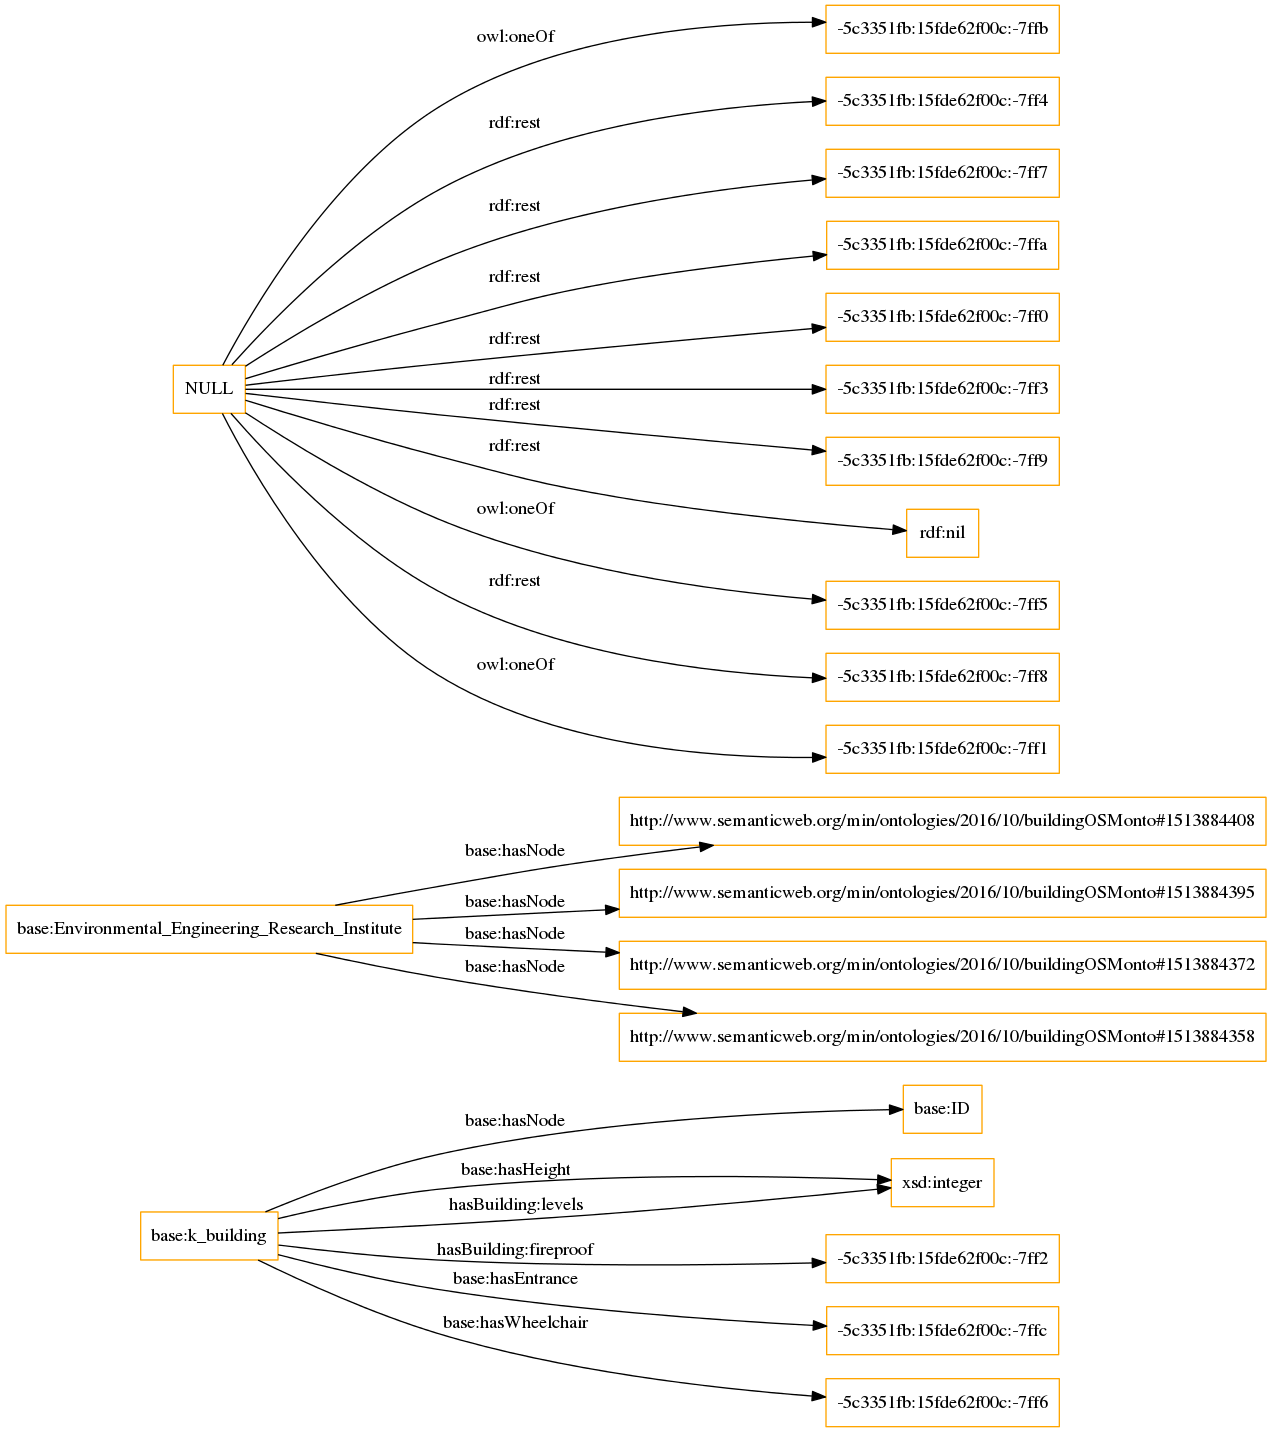 -5c3351fb:15fde62f00c:-7ffb
owl:oneOf
-5c3351fb:15fde62f00c:-7ff4
rdf:rest
-5c3351fb:15fde62f00c:-7ff7
rdf:rest
-5c3351fb:15fde62f00c:-7ffa
rdf:rest
-5c3351fb:15fde62f00c:-7ff0
rdf:rest
NULL
rdf:rest
-5c3351fb:15fde62f00c:-7ff3
rdf:rest
-5c3351fb:15fde62f00c:-7ff9
rdf:rest
rdf:nil
owl:oneOf
-5c3351fb:15fde62f00c:-7ff5
rdf:rest
-5c3351fb:15fde62f00c:-7ff8
owl:oneOf
-5c3351fb:15fde62f00c:-7ff1
http://www.semanticweb.org/min/ontologies/2016/10/buildingOSMonto#1513884408
base:hasNode
http://www.semanticweb.org/min/ontologies/2016/10/buildingOSMonto#1513884395
base:hasNode
base:Environmental_Engineering_Research_Institute
base:hasNode
http://www.semanticweb.org/min/ontologies/2016/10/buildingOSMonto#1513884372
base:hasNode
http://www.semanticweb.org/min/ontologies/2016/10/buildingOSMonto#1513884358
base:ID
base:hasNode
base:hasHeight
xsd:integer
hasBuilding:levels
base:k_building
hasBuilding:fireproof
-5c3351fb:15fde62f00c:-7ff2
base:hasEntrance
-5c3351fb:15fde62f00c:-7ffc
base:hasWheelchair
-5c3351fb:15fde62f00c:-7ff6